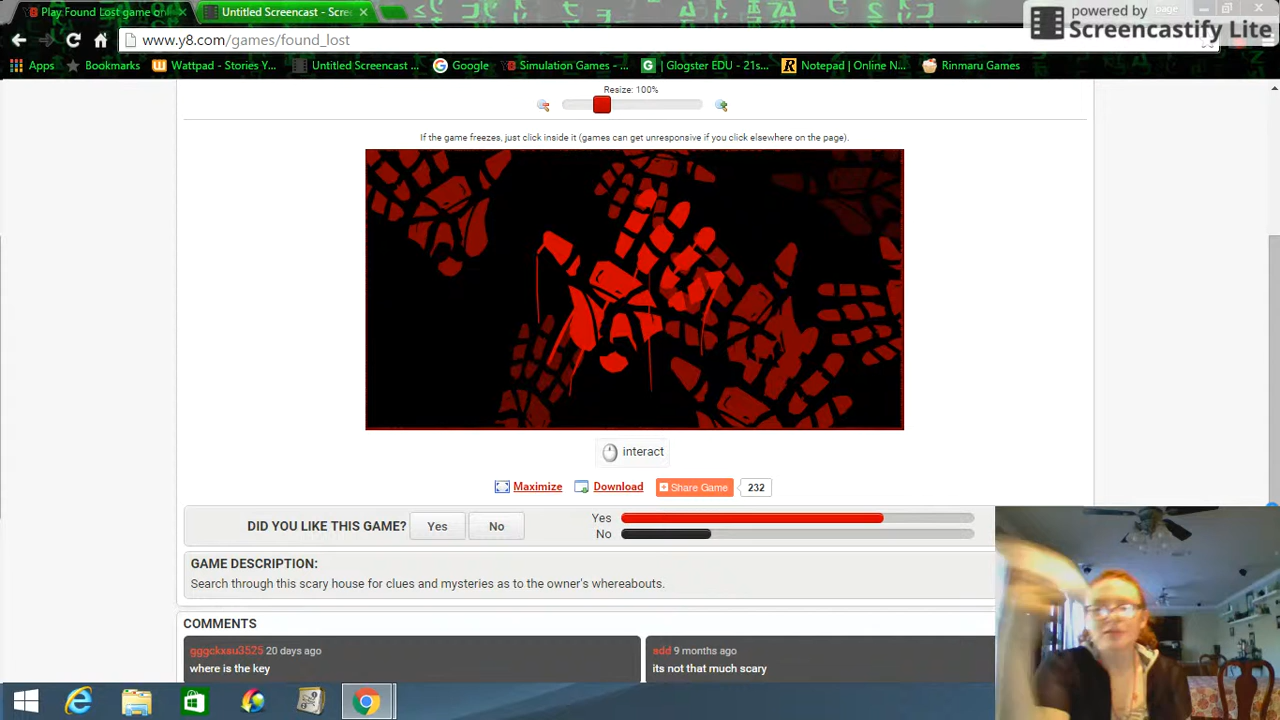 Play Found Lost game on
Untitled Screencast - Scre
powered by
Screencastify Lite
www.y8.com/games/found_lost
Apps
Bookmarks
Wattpad - Stories Y...
Untitled Screencast ...
Google
Simulation Games - ...
| Glogster EDU - 21s...
Notepad | Online N...
Rinmaru Games
Resize: 100%
If the game freezes, just click inside it (games can get unresponsive if you click elsewhere on the page).
interact
Maximize
Download
Share Game
232
DID YOU LIKE THIS GAME?
Yes
No
Yes
No
GAME DESCRIPTION:
Search through this scary house for clues and mysteries as to the owner's whereabouts.
COMMENTS
gggckxau3525 20 days ago
where is the key
add 9 months ago
its not that much scary